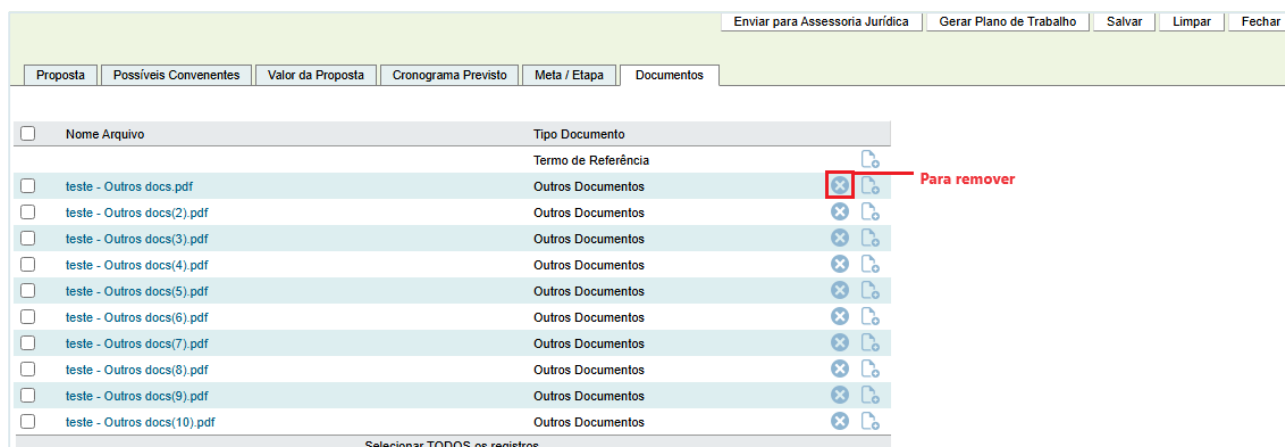 Enviar para Assessoria Jurídica Gerar Plano de Trabalho Salvar Limpar Fechar
Proposta Possíveis Convenentes Valor da Proposta Cronograma Previsto Meta / Etapa Documentos
Nome Arquivo Tipo Documento
Termo de Referência
teste - Outros docs.pdf Outros Documentos Para remover
teste - Outros docs(2).pdf Outros Documentos
teste - Outros docs(3).pdf Outros Documentos
teste - Outros docs(4).pdf Outros Documentos
teste - Outros docs(5).pdf Outros Documentos
teste - Outros docs(6).pdf Outros Documentos
teste - Outros docs(7).pdf Outros Documentos
teste - Outros docs(8).pdf Outros Documentos
teste - Outros docs(9).pdf Outros Documentos
teste - Outros docs(10).pdf Outros Documentos
Selecionar TODOS os registros